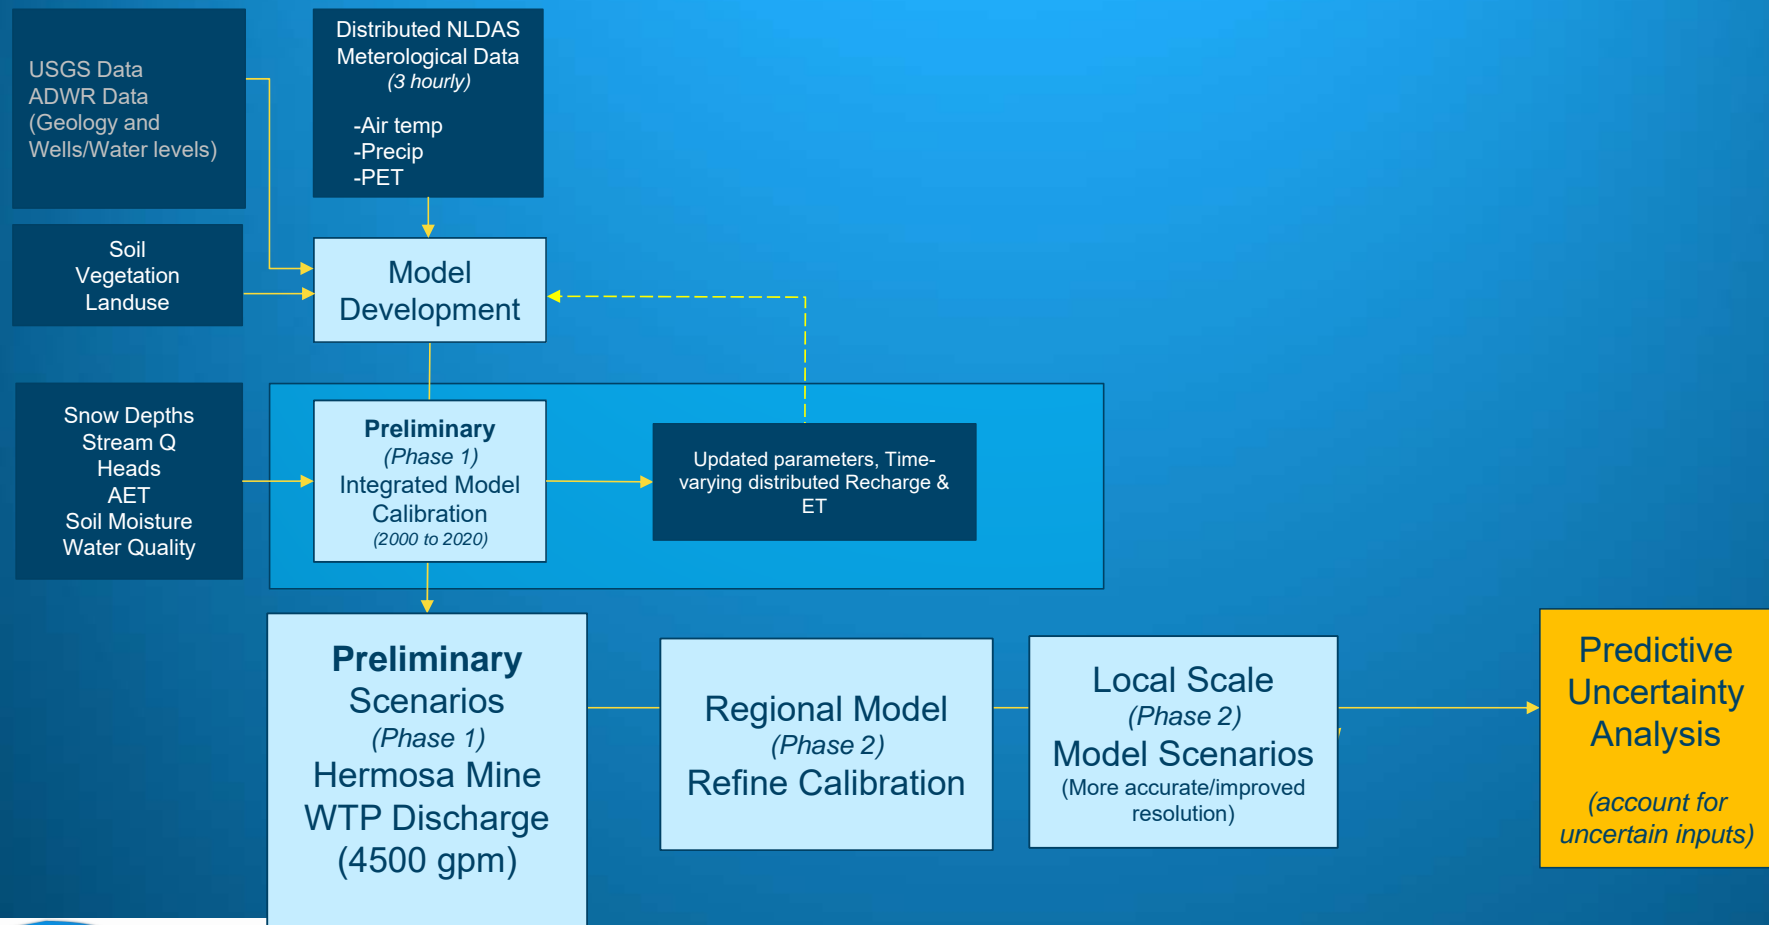 USGS Data
ADWR Data
(Geology and
Wells/Water levels)
Distributed NLDAS
Meterological Data
(3 hourly)
-Air temp
-Precip
-PET
Soil
Vegetation
Landuse
Model
Development
Snow Depths
Stream Q
Heads
AET
Soil Moisture
Water Quality
Preliminary
(Phase 1)
Integrated Model
Calibration
(2000 to 2020)
Updated parameters, Time-
varying distributed Recharge &
ET
Preliminary
Scenarios
(Phase 1)
Hermosa Mine
WTP Discharge
(4500 gpm)
Regional Model
(Phase 2)
Refine Calibration
Local Scale
(Phase 2)
Model Scenarios
(More accurate/improved
resolution)
Predictive
Uncertainty
Analysis
(account for
uncertain inputs)